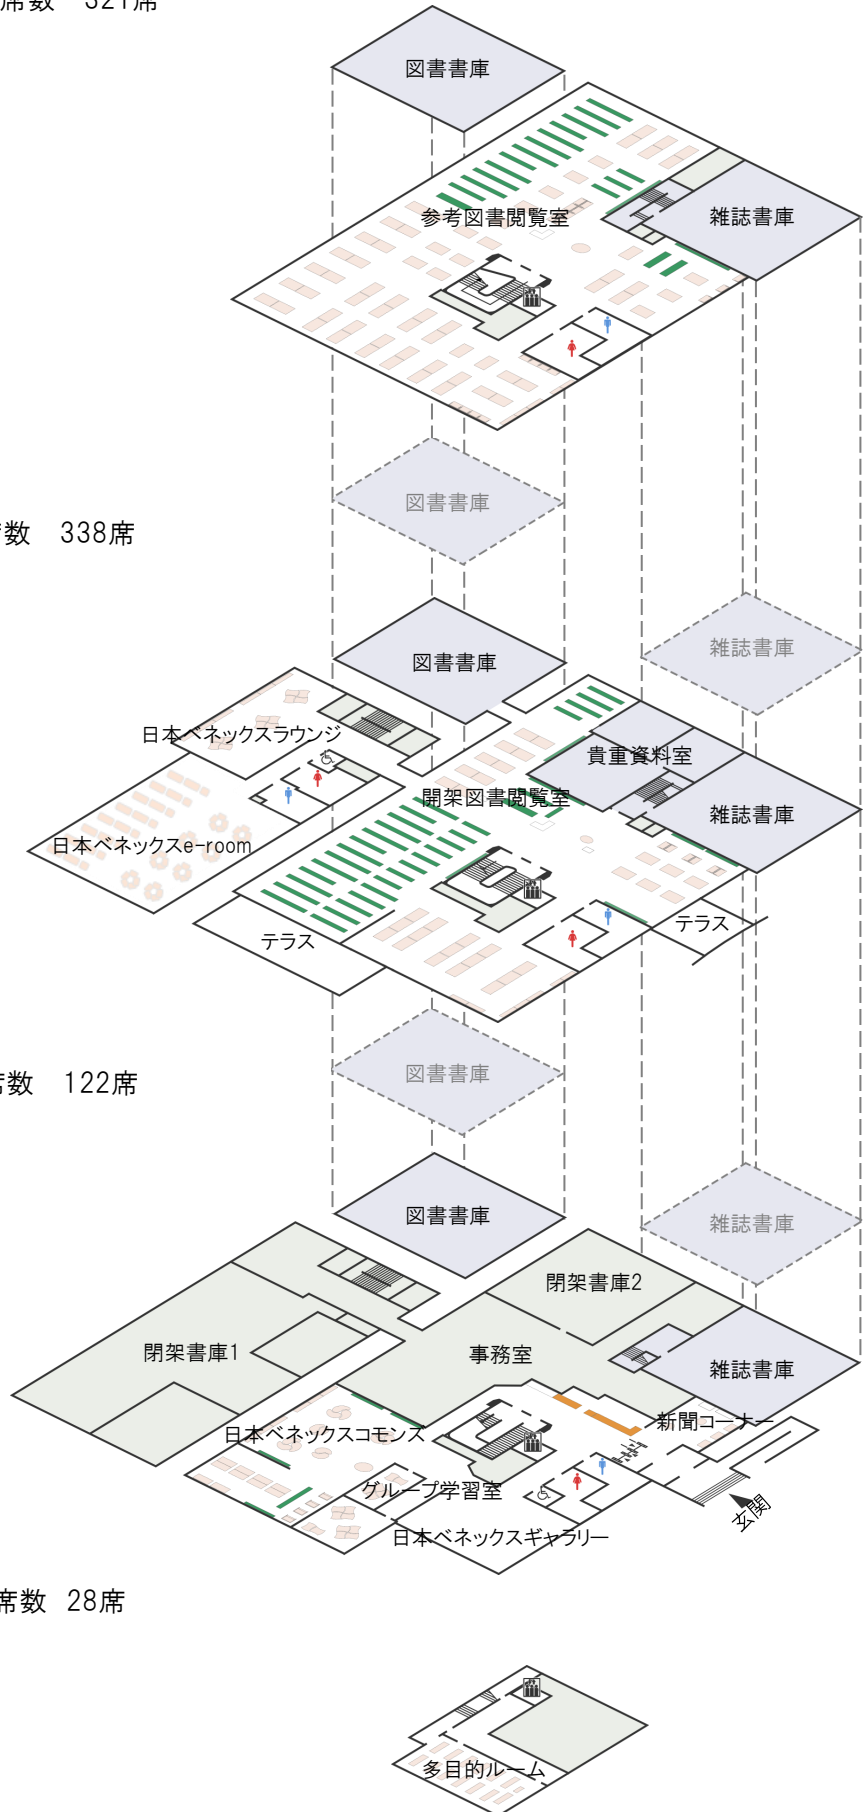 席数 321席
図書書庫
参考図書閲覧室
雑誌書庫
図書書庫
席数 338席
雑誌書庫
図書書庫
日本ベネックスラウンジ
貴重資料室
開架図書閲覧室
雑誌書庫
日本ベネックスe-room
テラス
テラス
図書書庫
席数 122席
図書書庫
雑誌書庫
閉架書庫2
閉架書庫1
事務室
雑誌書庫
新聞コーナー
日本ベネックスコモンズ
グループ学習室
玄関
日本ベネックスギャラリー
席数 28席
多目的ルーム